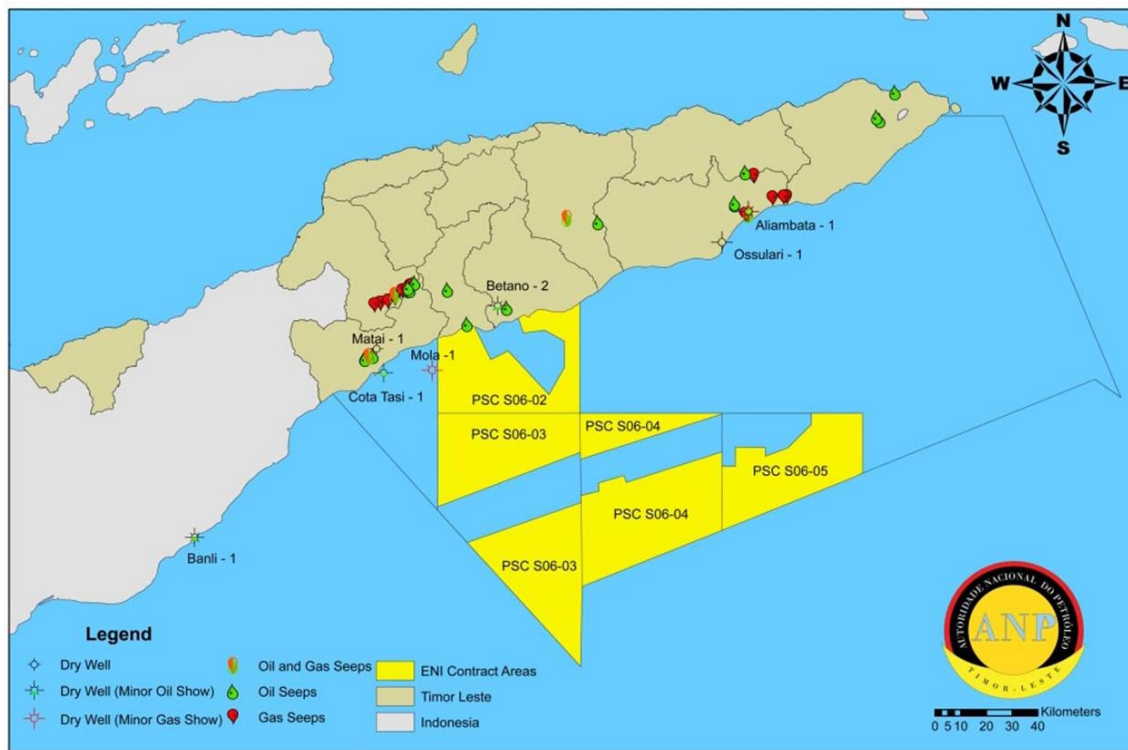 N
W E
S
Aliambata - 1
Ossulari - 1
Betano - 2
Matai - 1
Mola -1
Cota Tasi - 1
PSC S06-02
PSC S06-03
PSC S06-04
PSC S06-05
PSC S06-04
PSC S06-03
Banli - 1
Legend
Dry Well
Dry Well (Minor Oil Show)
Dry Well (Minor Gas Show)
Oil and Gas Seeps
Oil Seeps
Gas Seeps
ENI Contract Areas
Timor Leste
Indonesia
AUTORIDADE NACIONAL DO PETRÓLEO
ANP
TIMOR-LESTE
Kilometers
0 5 10 20 30 40